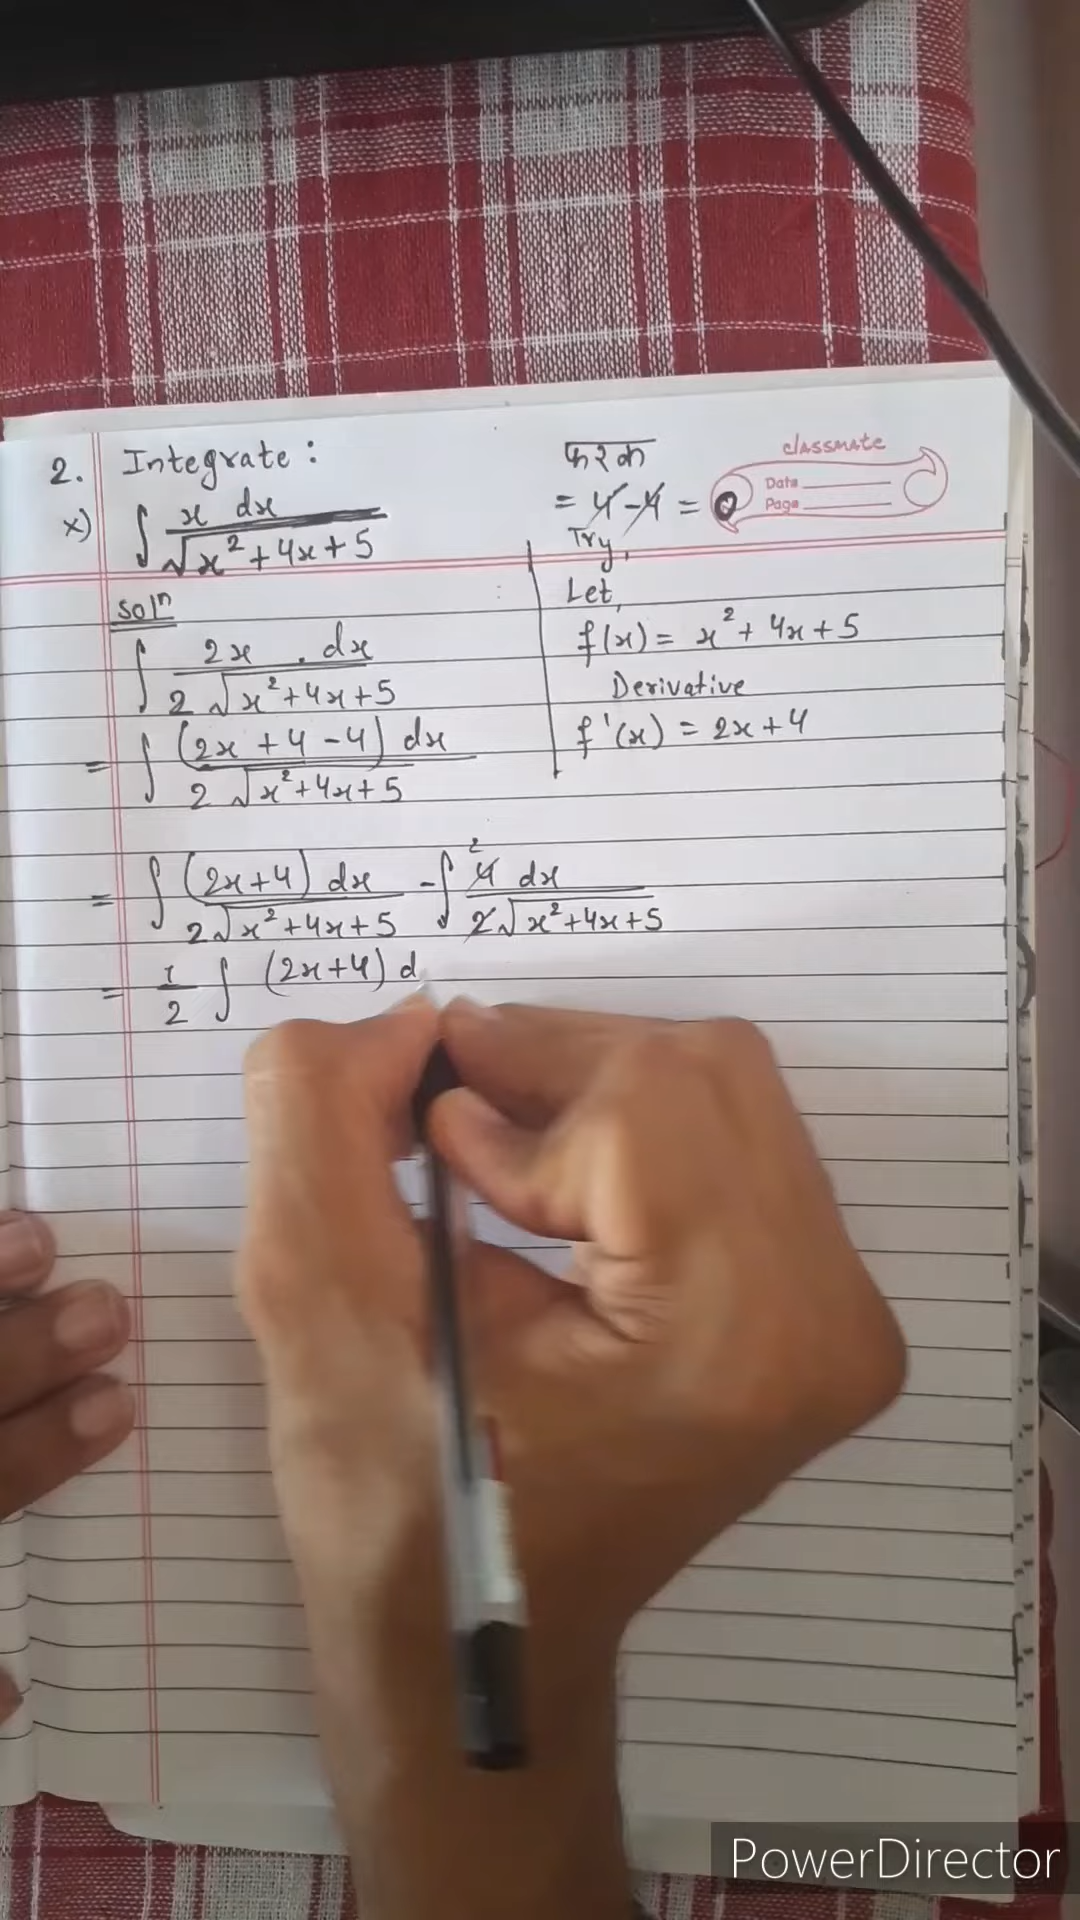 2. Integrate :
x) ∫ x dx / √(x² + 4x + 5)
फरक
= 4 - 4 = 0
classmate
Date
Page
Try,
Let,
f(x) = x² + 4x + 5
Derivative
f'(x) = 2x + 4
Solⁿ
∫ 2x . dx / 2√(x² + 4x + 5)
= ∫ (2x + 4 - 4) dx / 2√(x² + 4x + 5)
= ∫ (2x + 4) dx / 2√(x² + 4x + 5) - ∫ 4 2 dx / 2√(x² + 4x + 5)
= 1/2 ∫ (2x + 4) d
PowerDirector